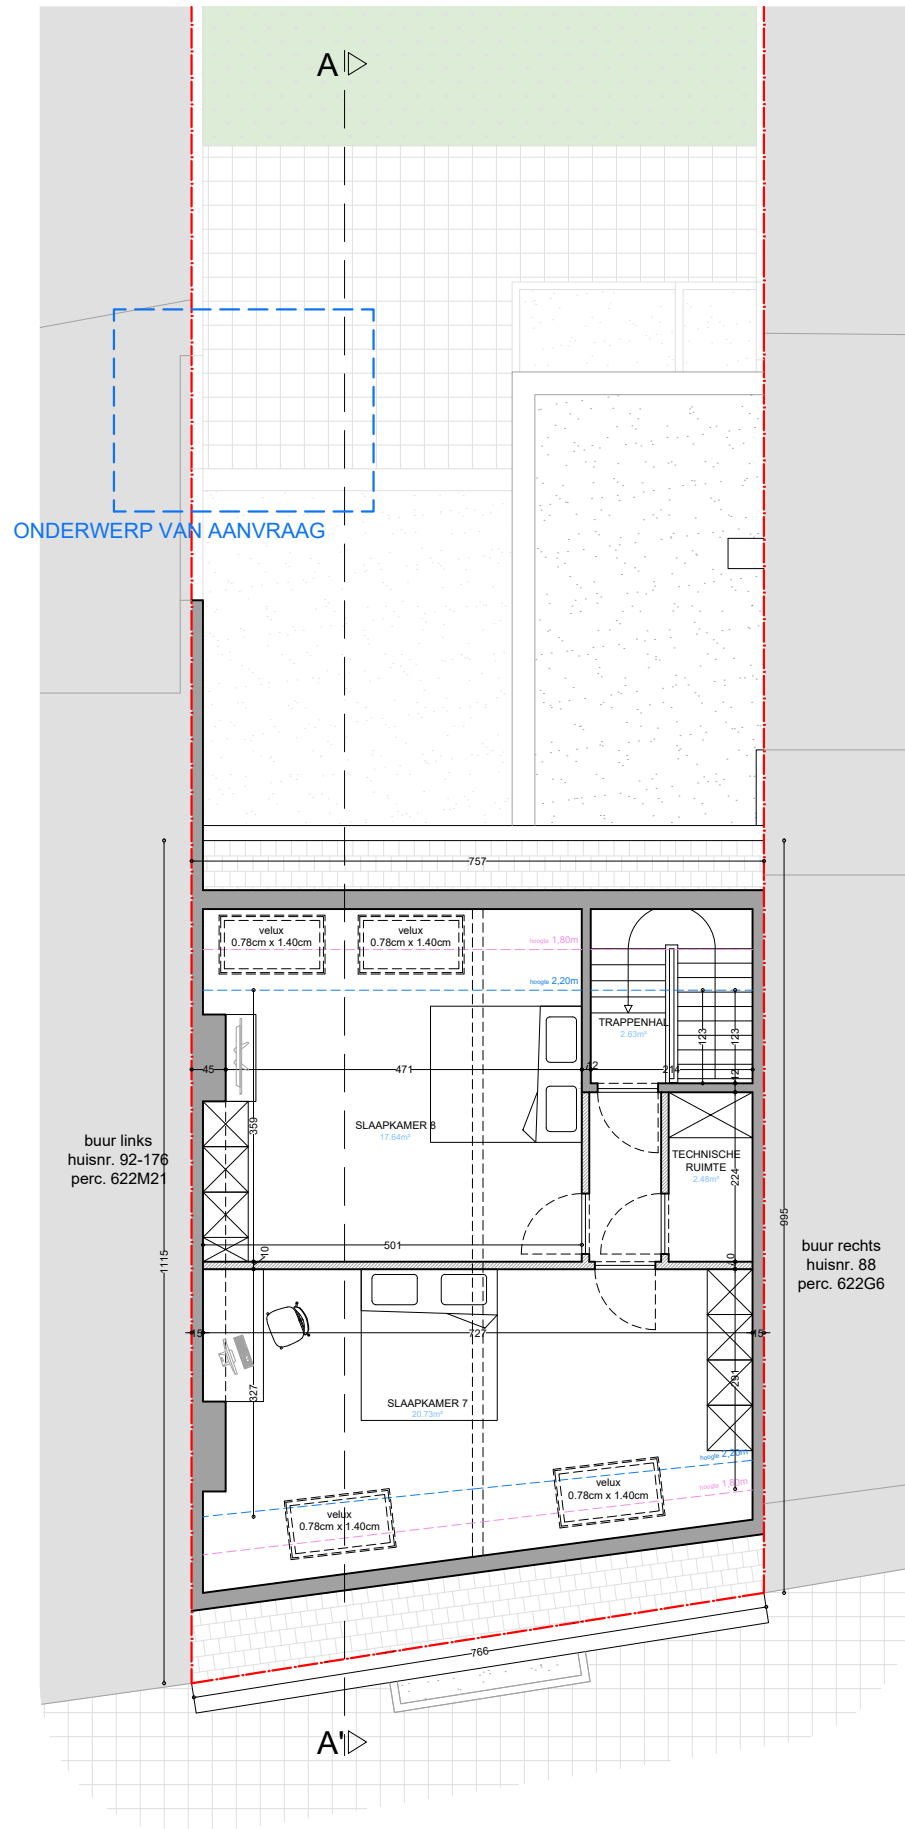 A
ONDERWERP VAN AANVRAAG
757
velux
0.78cm x 1.40cm
velux
0.78cm x 1.40cm
hoogte 1,80m
hoogte 2,20m
TRAPPENHAL
2.63m²
123
123
45
471
12
214
12
359
SLAAPKAMER 8
17.64m²
buur links
huisnr. 92-176
perc. 622M21
TECHNISCHE
RUIMTE
2.48m²
224
995
1115
501
10
10
buur rechts
huisnr. 88
perc. 622G6
15
727
15
327
291
SLAAPKAMER 7
20.73m²
hoogte 2,20m
hoogte 1,80m
velux
0.78cm x 1.40cm
velux
0.78cm x 1.40cm
766
A'